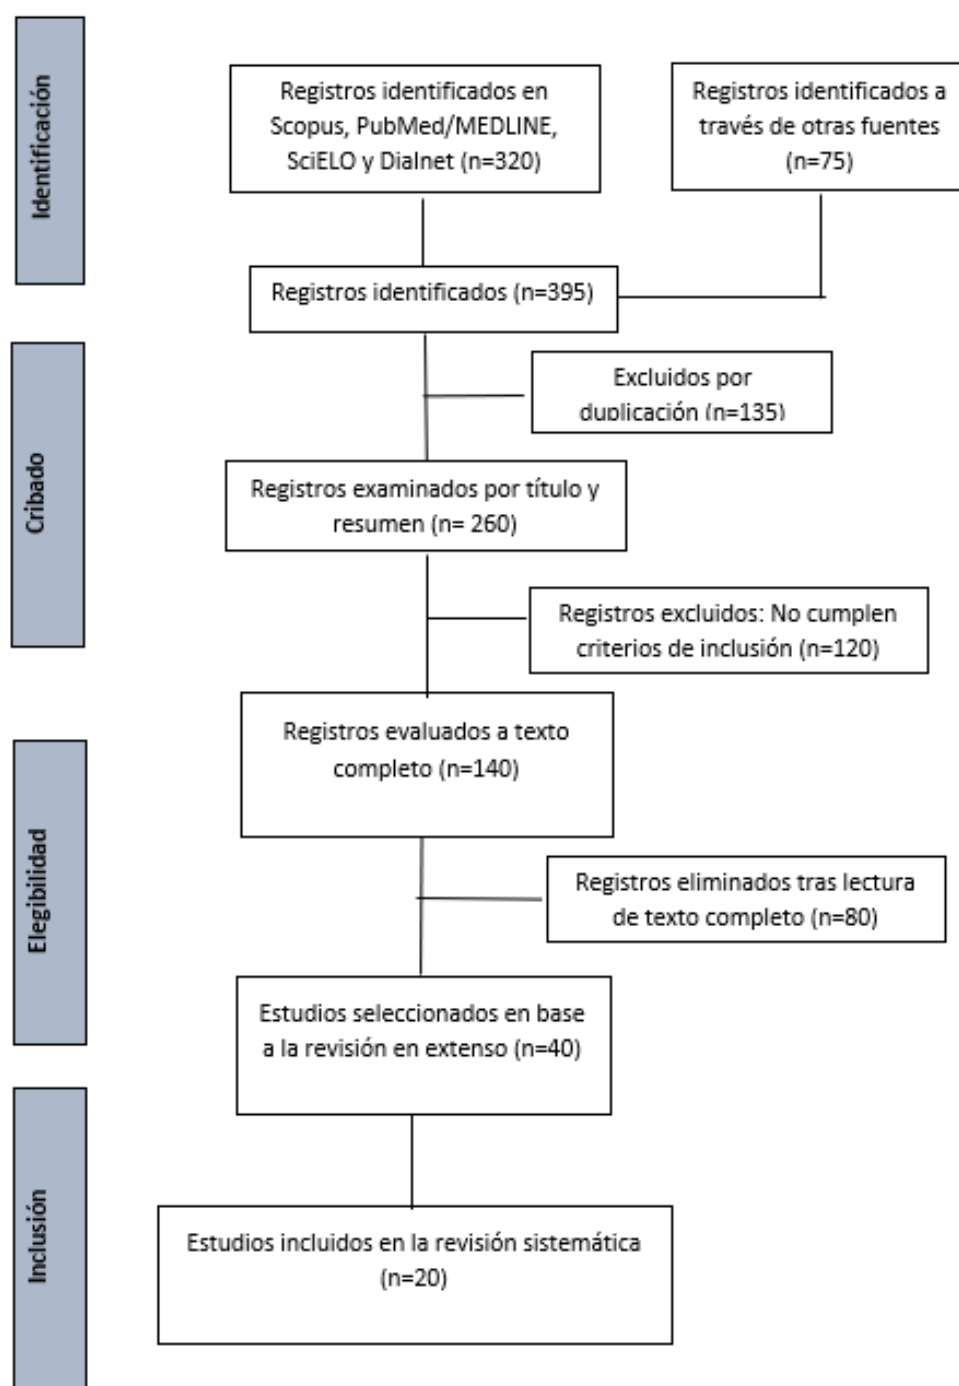 Identificación
Registros identificados en
Scopus, PubMed/MEDLINE,
SciELO y Dialnet (n=320)
Registros identificados a
través de otras fuentes
(n=75)
Registros identificados (n=395)
Cribado
Excluidos por
duplicación (n=135)
Registros examinados por título y
resumen (n= 260)
Registros excluidos: No cumplen
criterios de inclusión (n=120)
Elegibilidad
Registros evaluados a texto
completo (n=140)
Registros eliminados tras lectura
de texto completo (n=80)
Estudios seleccionados en base
a la revisión en extenso (n=40)
Inclusión
Estudios incluidos en la revisión sistemática
(n=20)